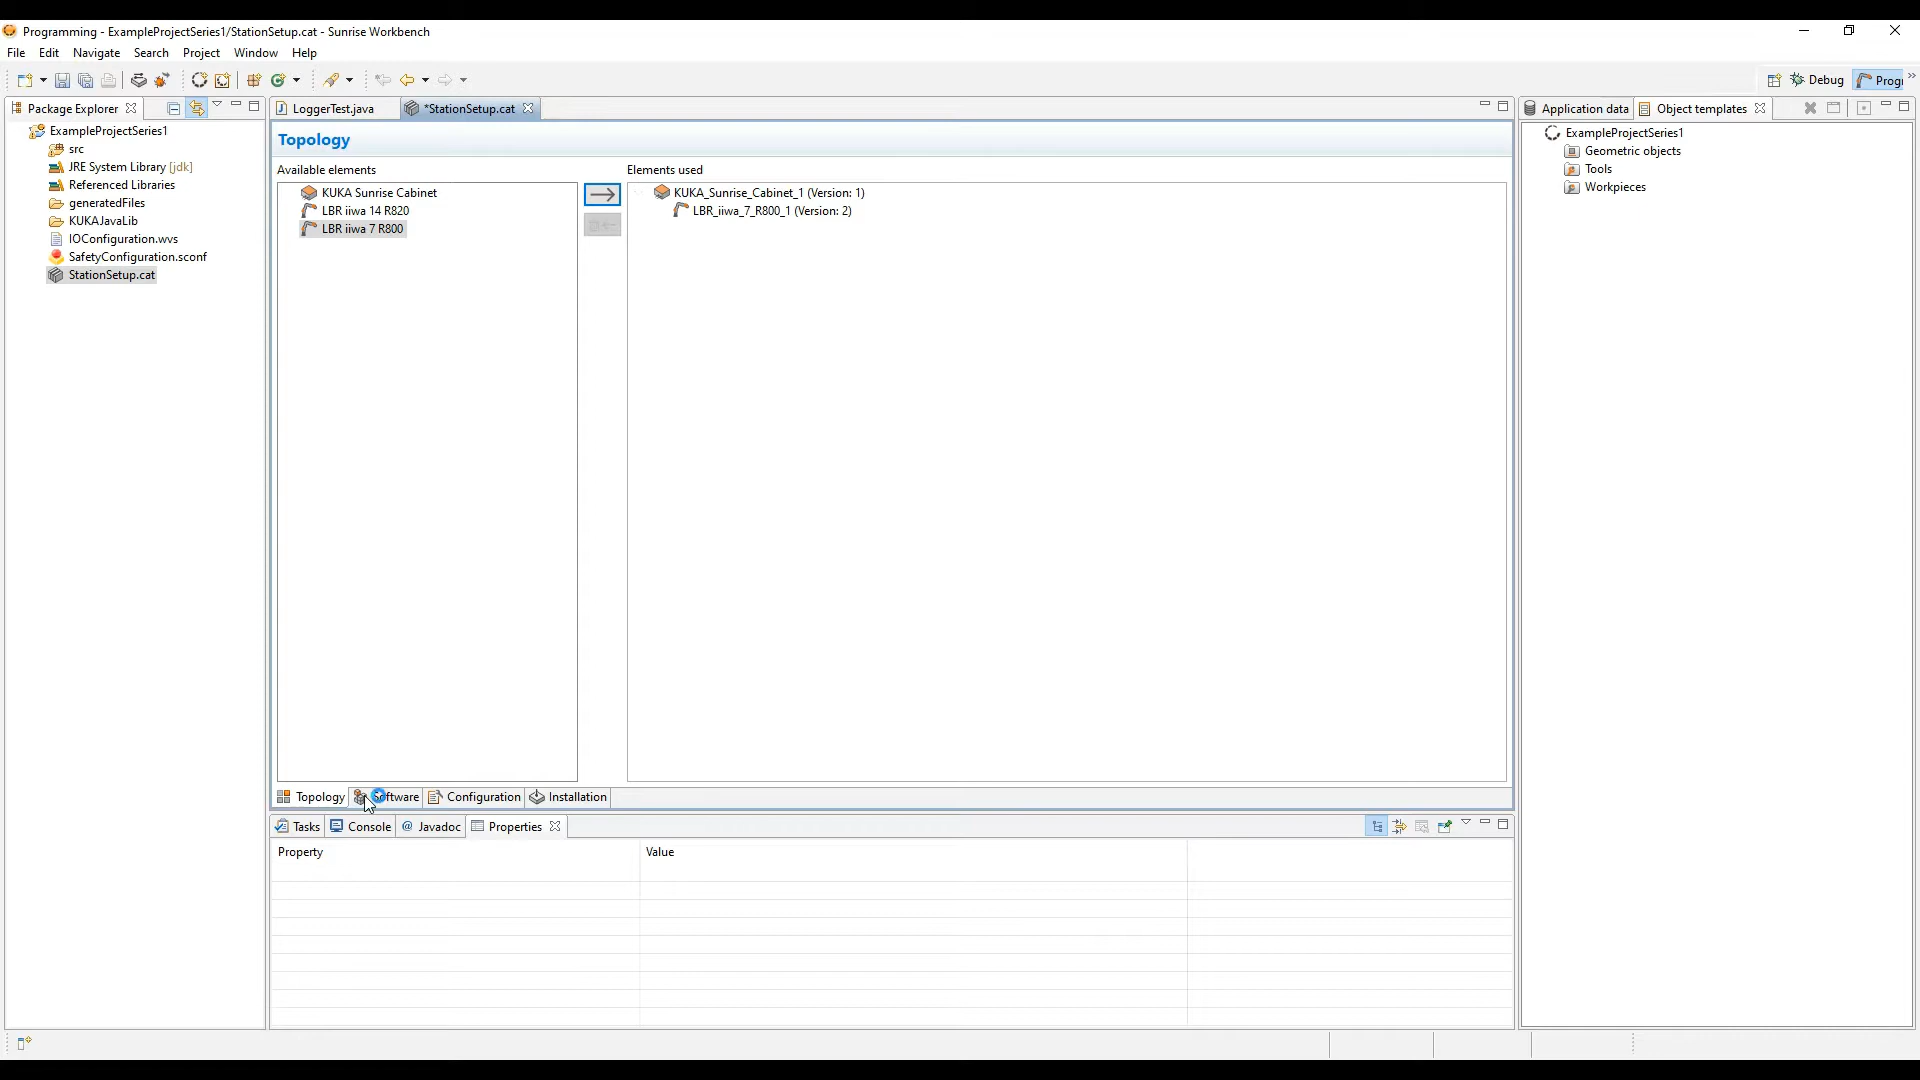 Programming - ExampleProjectSeries1/StationSetup.cat - Sunrise Workbench
File Edit Navigate Search Project Window Help
Debug Prog
Package Explorer LoggerTest.java *StationSetup.cat Application data Object templates
ExampleProjectSeries1
src
JRE System Library [jdk]
Referenced Libraries
generatedFiles
KUKAJavaLib
IOConfiguration.wvs
SafetyConfiguration.sconf
StationSetup.cat
Topology
Available elements
KUKA Sunrise Cabinet
LBR iiwa 14 R820
LBR iiwa 7 R800
Elements used
KUKA_Sunrise_Cabinet_1 (Version: 1)
LBR_iiwa_7_R800_1 (Version: 2)
Topology Software Configuration Installation
Tasks Console Javadoc Properties
Property Value
ExampleProjectSeries1
Geometric objects
Tools
Workpieces